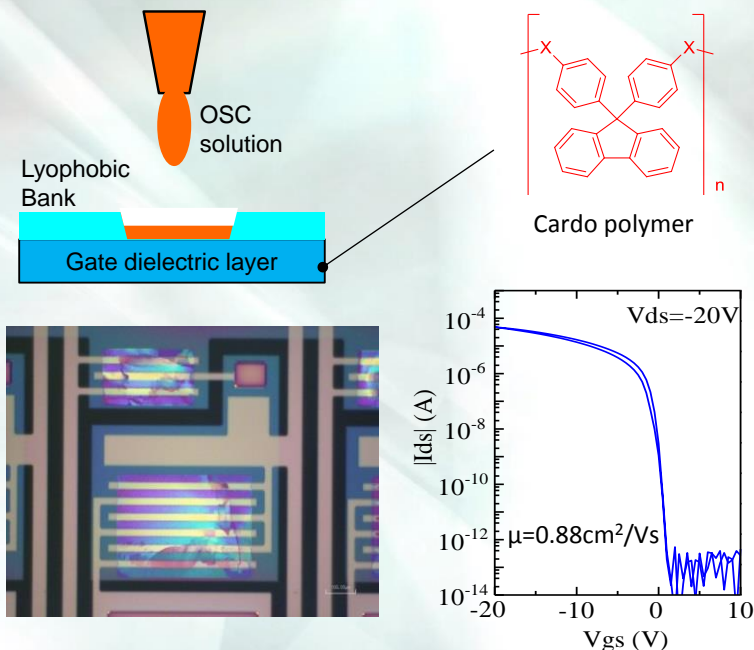 OSC
solution
Lyophobic
Bank
Gate dielectric layer
X
X
n
Cardo polymer
Vds=-20V
|Ids| (A)
10⁻⁴
10⁻⁶
10⁻⁸
10⁻¹⁰
10⁻¹²
10⁻¹⁴
μ=0.88cm²/Vs
-20
-10
0
10
Vgs (V)